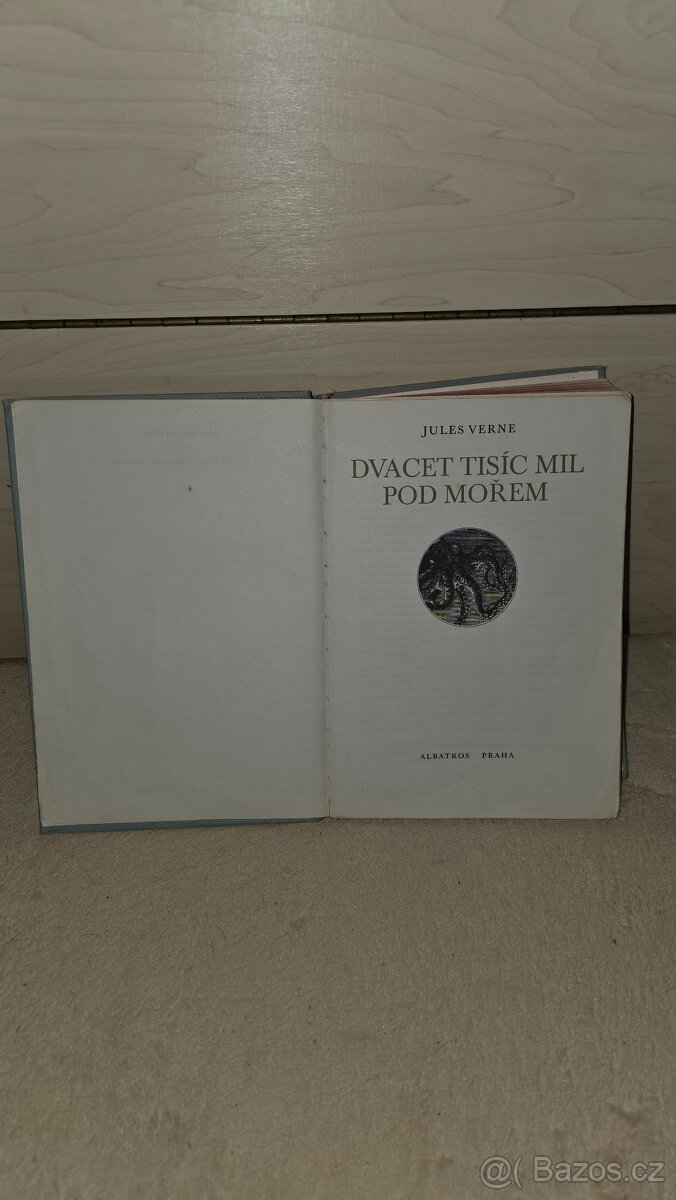 JULES VERNE
DVACET TISÍC MIL
POD MOŘEM
ALBATROS PRAHA
@ Bazos.cz